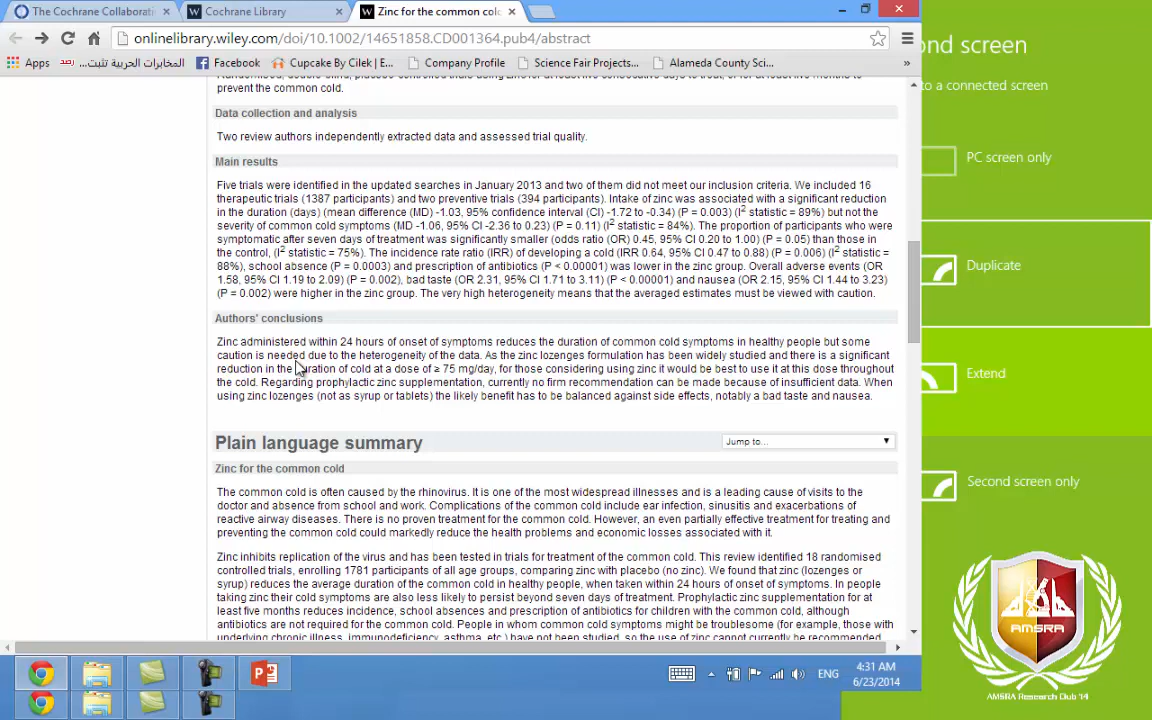 The Cochrane Collaborati
Cochrane Library
Zinc for the common col
onlinelibrary.wiley.com/doi/10.1002/14651858.CD001364.pub4/abstract
Apps
المخابرات الحربية تثبت...
رصد
Facebook
Cupcake By Cilek | E...
Company Profile
Science Fair Projects...
Alameda County Sci...
»
prevent the common cold.
Data collection and analysis
Two review authors independently extracted data and assessed trial quality.
Main results
Five trials were identified in the updated searches in January 2013 and two of them did not meet our inclusion criteria. We included 16
therapeutic trials (1387 participants) and two preventive trials (394 participants). Intake of zinc was associated with a significant reduction
in the duration (days) (mean difference (MD) -1.03, 95% confidence interval (CI) -1.72 to -0.34) (P = 0.003) (I² statistic = 89%) but not the
severity of common cold symptoms (MD -1.06, 95% CI -2.36 to 0.23) (P = 0.11) (I² statistic = 84%). The proportion of participants who were
symptomatic after seven days of treatment was significantly smaller (odds ratio (OR) 0.45, 95% CI 0.20 to 1.00) (P = 0.05) than those in
the control, (I² statistic = 75%). The incidence rate ratio (IRR) of developing a cold (IRR 0.64, 95% CI 0.47 to 0.88) (P = 0.006) (I² statistic =
88%), school absence (P = 0.0003) and prescription of antibiotics (P < 0.00001) was lower in the zinc group. Overall adverse events (OR
1.58, 95% CI 1.19 to 2.09) (P = 0.002), bad taste (OR 2.31, 95% CI 1.71 to 3.11) (P < 0.00001) and nausea (OR 2.15, 95% CI 1.44 to 3.23)
(P = 0.002) were higher in the zinc group. The very high heterogeneity means that the averaged estimates must be viewed with caution.
Authors' conclusions
Zinc administered within 24 hours of onset of symptoms reduces the duration of common cold symptoms in healthy people but some
caution is needed due to the heterogeneity of the data. As the zinc lozenges formulation has been widely studied and there is a significant
reduction in the duration of cold at a dose of ≥ 75 mg/day, for those considering using zinc it would be best to use it at this dose throughout
the cold. Regarding prophylactic zinc supplementation, currently no firm recommendation can be made because of insufficient data. When
using zinc lozenges (not as syrup or tablets) the likely benefit has to be balanced against side effects, notably a bad taste and nausea.
Plain language summary
Jump to...
Zinc for the common cold
The common cold is often caused by the rhinovirus. It is one of the most widespread illnesses and is a leading cause of visits to the
doctor and absence from school and work. Complications of the common cold include ear infection, sinusitis and exacerbations of
reactive airway diseases. There is no proven treatment for the common cold. However, an even partially effective treatment for treating and
preventing the common cold could markedly reduce the health problems and economic losses associated with it.
Zinc inhibits replication of the virus and has been tested in trials for treatment of the common cold. This review identified 18 randomised
controlled trials, enrolling 1781 participants of all age groups, comparing zinc with placebo (no zinc). We found that zinc (lozenges or
syrup) reduces the average duration of the common cold in healthy people, when taken within 24 hours of onset of symptoms. In people
taking zinc their cold symptoms are also less likely to persist beyond seven days of treatment. Prophylactic zinc supplementation for at
least five months reduces incidence, school absences and prescription of antibiotics for children with the common cold, although
antibiotics are not required for the common cold. People in whom common cold symptoms might be troublesome (for example, those with
underlying chronic illness, immunodeficiency, asthma, etc.) have not been studied, so the use of zinc cannot currently be recommended
ond screen
to a connected screen
PC screen only
Duplicate
Extend
Second screen only
AMSRA
AMSRA Research Club '14
ENG
4:31 AM
6/23/2014